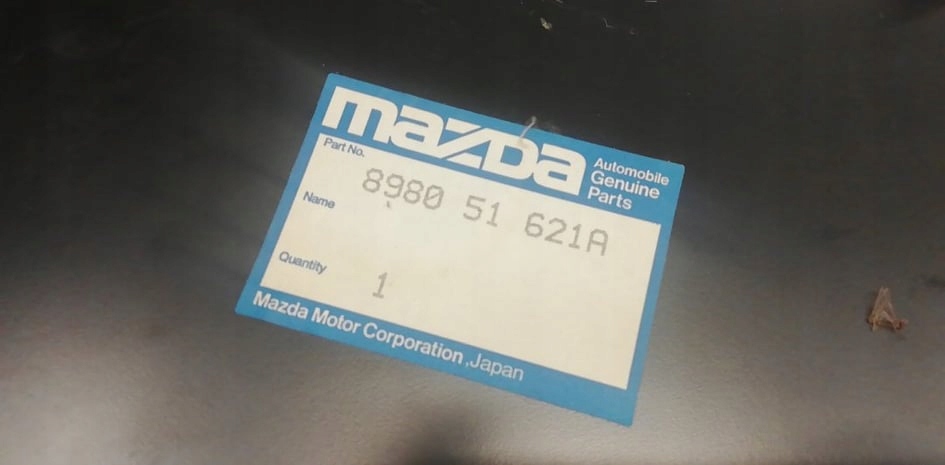 mazda
Automobile
Genuine
Parts
Part No.
8980 51 621A
Name
Quantity
1
Mazda Motor Corporation ,Japan